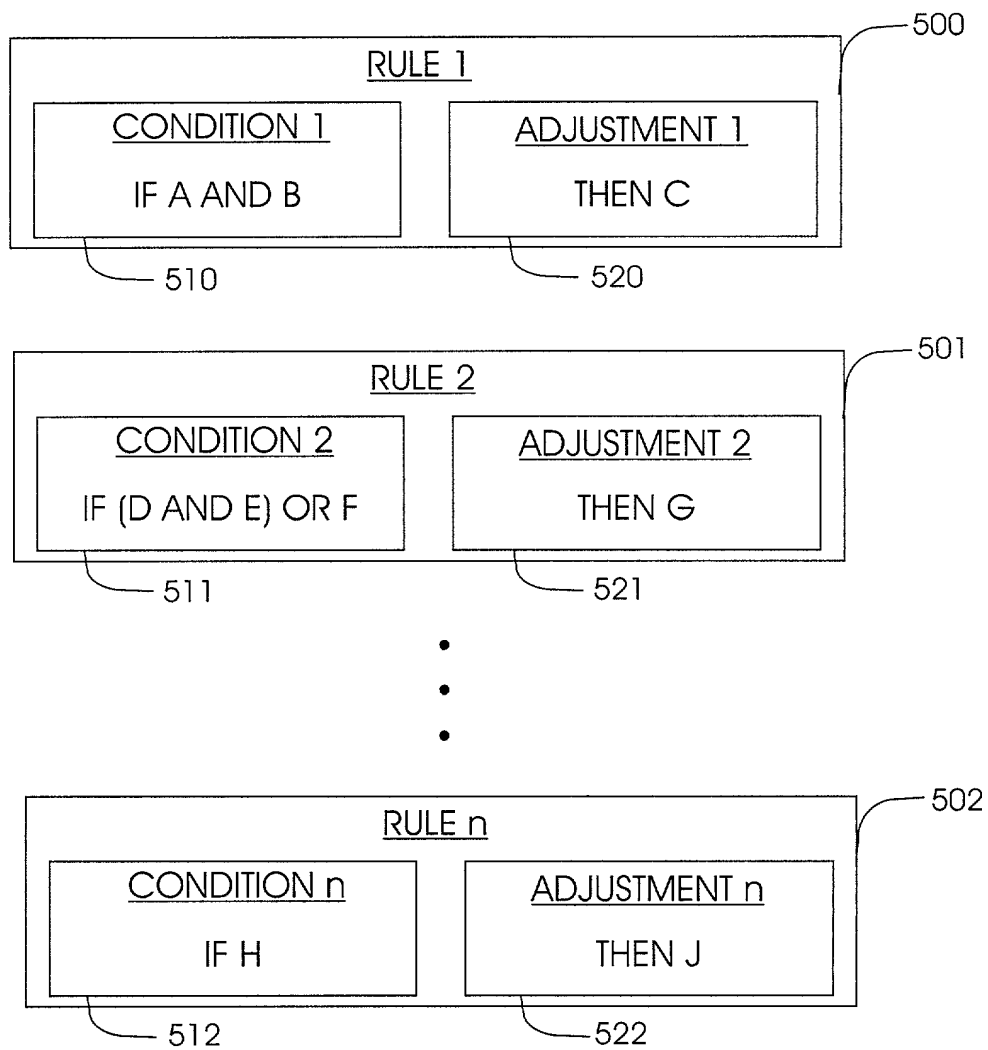 500
RULE 1
CONDITION 1
IF A AND B
ADJUSTMENT 1
THEN C
510
520
501
RULE 2
CONDITION 2
IF (D AND E) OR F
ADJUSTMENT 2
THEN G
511
521
502
RULE n
CONDITION n
IF H
ADJUSTMENT n
THEN J
512
522